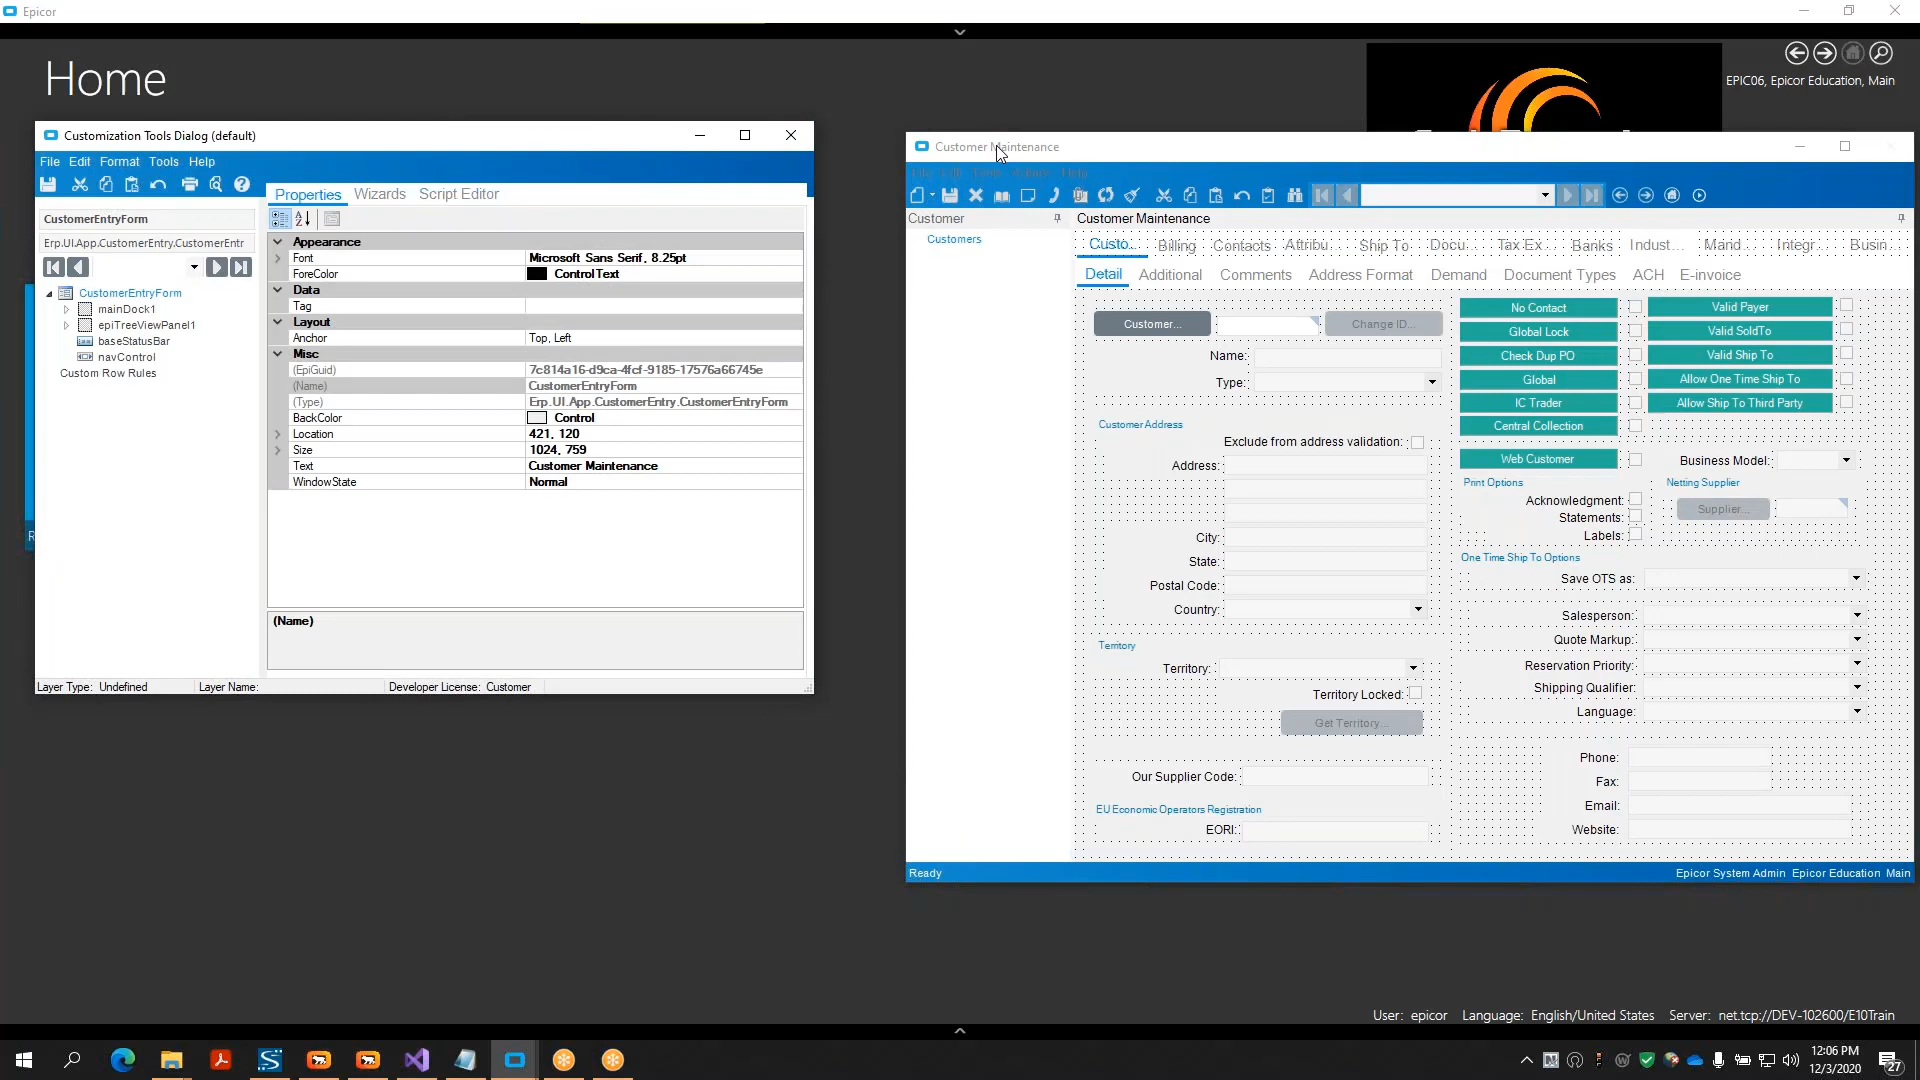 Epicor
Home
EPIC06, Epicor Education, Main
Customization Tools Dialog (default)
File Edit Format Tools Help
Properties Wizards Script Editor
CustomerEntryForm
Erp.UI.App.CustomerEntry.CustomerEntr
CustomerEntryForm
mainDock1
epiTreeViewPanel1
baseStatusBar
navControl
Custom Row Rules
Appearance
Font Microsoft Sans Serif, 8.25pt
ForeColor ControlText
Data
Tag
Layout
Anchor Top, Left
Misc
(EpiGuid) 7c814a16-d9ca-4fcf-9185-17576a66745e
(Name) CustomerEntryForm
(Type) Erp.UI.App.CustomerEntry.CustomerEntryForm
BackColor Control
Location 421, 120
Size 1024, 759
Text Customer Maintenance
WindowState Normal
(Name)
Layer Type: Undefined Layer Name: Developer License: Customer
Customer Maintenance
Customer
Customers
Customer Maintenance
Custo... Billing Contacts Attribu... Ship To Docu... Tax Ex... Banks Indust... Mand... Integr... Busin...
Detail Additional Comments Address Format Demand Document Types ACH E-invoice
Customer... Change ID...
Name:
Type:
Customer Address
Exclude from address validation:
Address:
City:
State:
Postal Code:
Country:
Territory
Territory:
Territory Locked:
Get Territory...
Our Supplier Code:
EU Economic Operators Registration
EORI:
No Contact Valid Payer
Global Lock Valid SoldTo
Check Dup PO Valid Ship To
Global Allow One Time Ship To
IC Trader Allow Ship To Third Party
Central Collection
Web Customer Business Model:
Print Options Netting Supplier
Acknowledgment: Supplier...
Statements:
Labels:
One Time Ship To Options
Save OTS as:
Salesperson:
Quote Markup:
Reservation Priority:
Shipping Qualifier:
Language:
Phone:
Fax:
Email:
Website:
Ready Epicor System Admin Epicor Education Main
User: epicor Language: English/United States Server: net.tcp://DEV-102600/E10Train
12:06 PM
12/3/2020
27